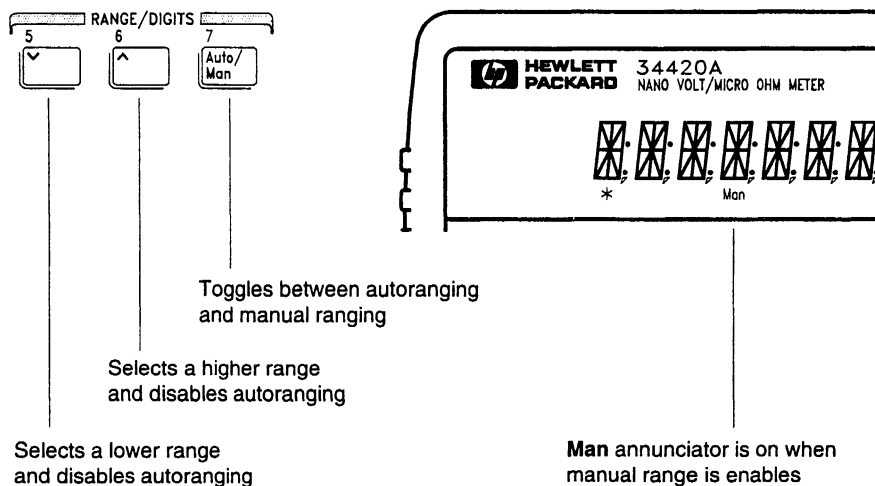 RANGE/DIGITS
5 6 7
Auto/
Man
hp HEWLETT
PACKARD
34420A
NANO VOLT/MICRO OHM METER
* Man
Toggles between autoranging
and manual ranging
Selects a higher range
and disables autoranging
Selects a lower range
and disables autoranging
Man annunciator is on when
manual range is enables